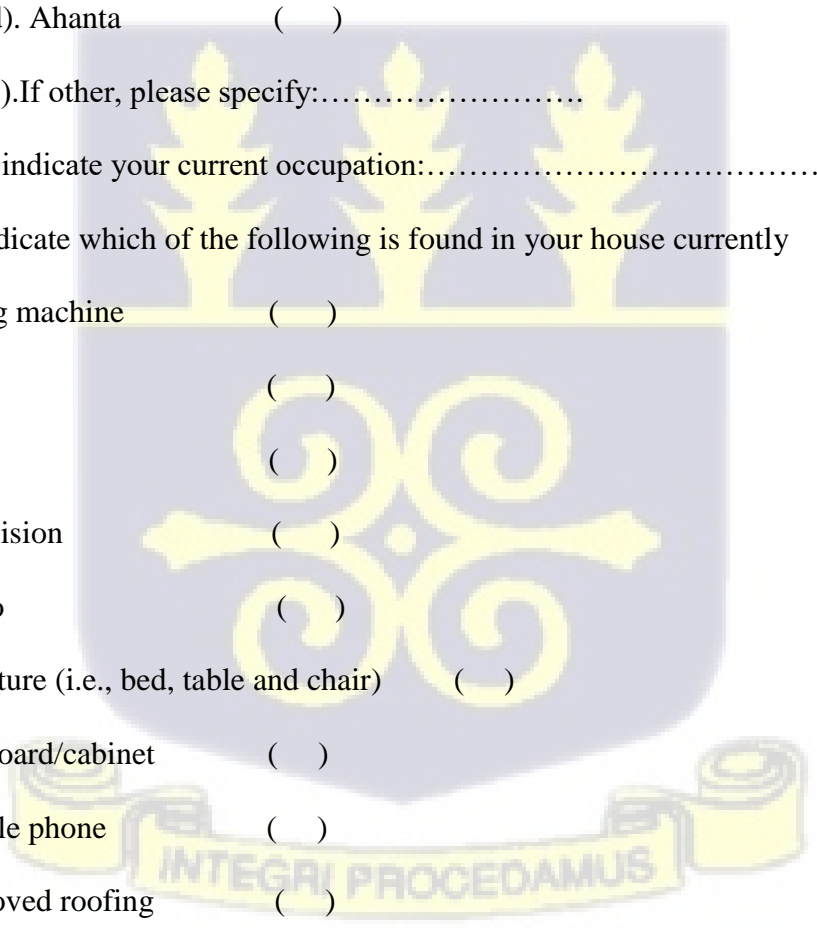 ). Ahanta ( )
).If other, please specify:……………………….
indicate your current occupation:…………………………………
dicate which of the following is found in your house currently
g machine ( )
( )
( )
ision ( )
( )
ture (i.e., bed, table and chair) ( )
oard/cabinet ( )
le phone ( )
oved roofing ( )
INTEGRI PROCEDAMUS